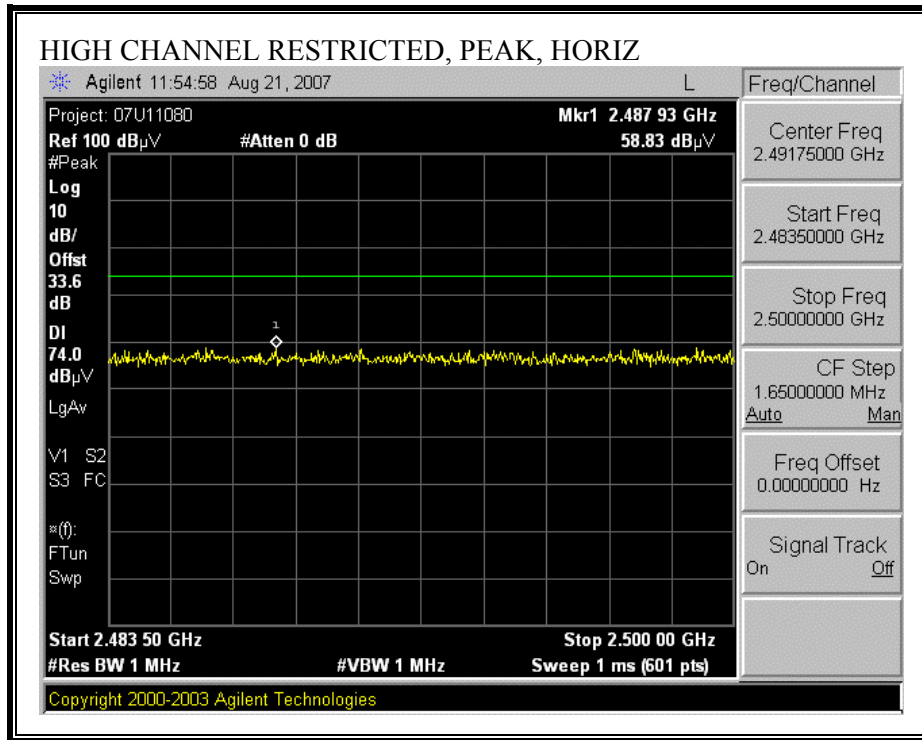 HIGH CHANNEL RESTRICTED, PEAK, HORIZ
Agilent 11:54:58 Aug 21, 2007 L
Project: 07U11080 Mkr1 2.487 93 GHz
Ref 100 dBµV #Atten 0 dB 58.83 dBµV
#Peak
Log
10
dB/
Offst
33.6
dB
DI
74.0
dBµV
LgAv
V1 S2
S3 FC
¤(f):
FTun
Swp
1
Start 2.483 50 GHz Stop 2.500 00 GHz
#Res BW 1 MHz #VBW 1 MHz Sweep 1 ms (601 pts)
Copyright 2000-2003 Agilent Technologies
Freq/Channel
Center Freq
2.49175000 GHz
Start Freq
2.48350000 GHz
Stop Freq
2.50000000 GHz
CF Step
1.65000000 MHz
Auto Man
Freq Offset
0.00000000 Hz
Signal Track
On Off